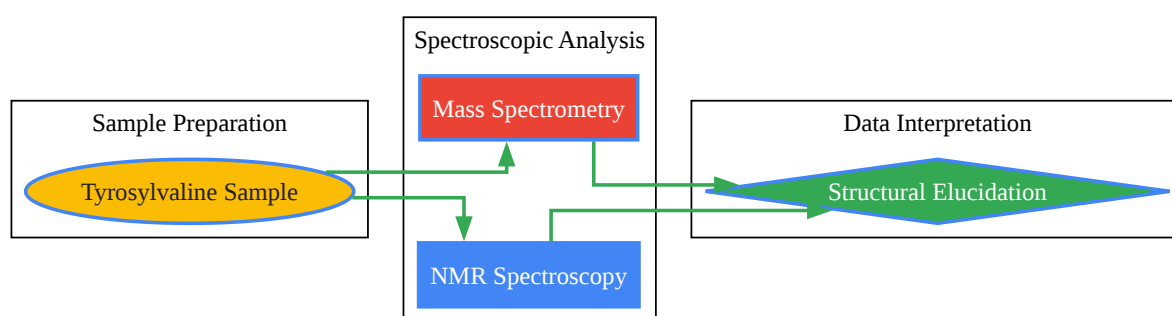 Sample Preparation
Tyrosylvaline Sample
Spectroscopic Analysis
Mass Spectrometry
NMR Spectroscopy
Data Interpretation
Structural Elucidation